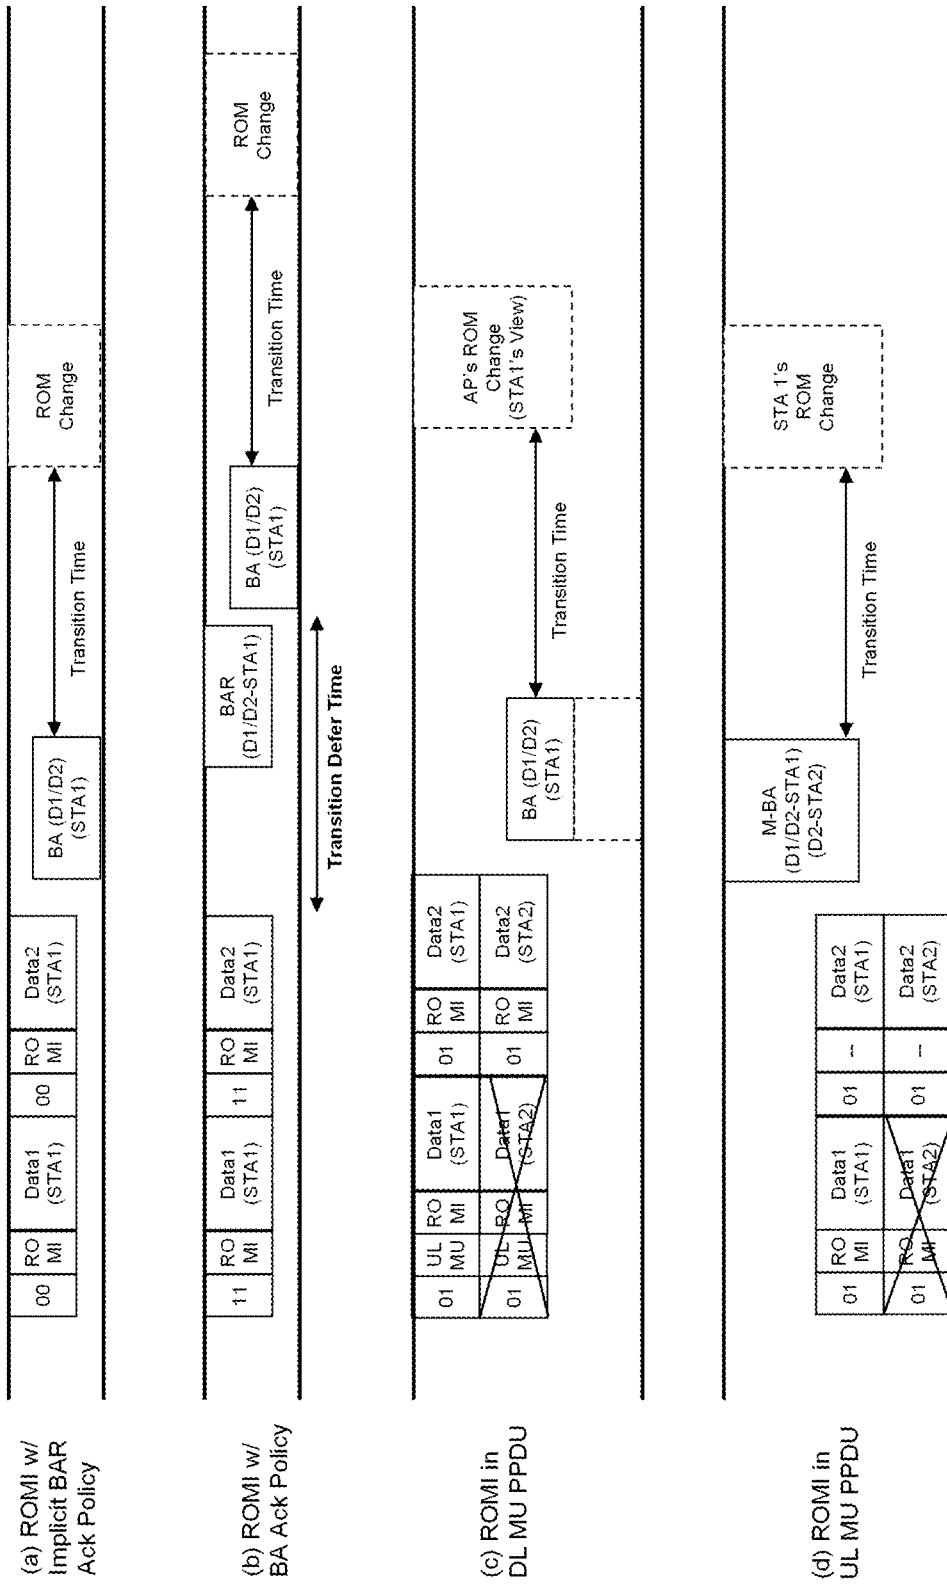 (a) ROMI w/
Implicit BAR
Ack Policy
00
RO
MI
Data1
(STA1)
00
RO
MI
Data2
(STA1)
BA (D1/D2)
(STA1)
Transition Time
ROM
Change
(b) ROMI w/
BA Ack Policy
11
RO
MI
Data1
(STA1)
11
RO
MI
Data2
(STA1)
Transition Defer Time
BAR
(D1/D2-STA1)
BA (D1/D2)
(STA1)
Transition Time
ROM
Change
(c) ROMI in
DL MU PPDU
01
UL
MU
RO
MI
Data1
(STA1)
01
RO
MI
Data2
(STA1)
01
UL
MU
RO
MI
Data1
(STA2)
01
RO
MI
Data2
(STA2)
BA (D1/D2)
(STA1)
Transition Time
AP's ROM
Change
(STA1's View)
(d) ROMI in
UL MU PPDU
01
RO
MI
Data1
(STA1)
01
--
Data2
(STA1)
01
RO
MI
Data1
(STA2)
01
--
Data2
(STA2)
M-BA
(D1/D2-STA1)
(D2-STA2)
Transition Time
STA 1's
ROM
Change